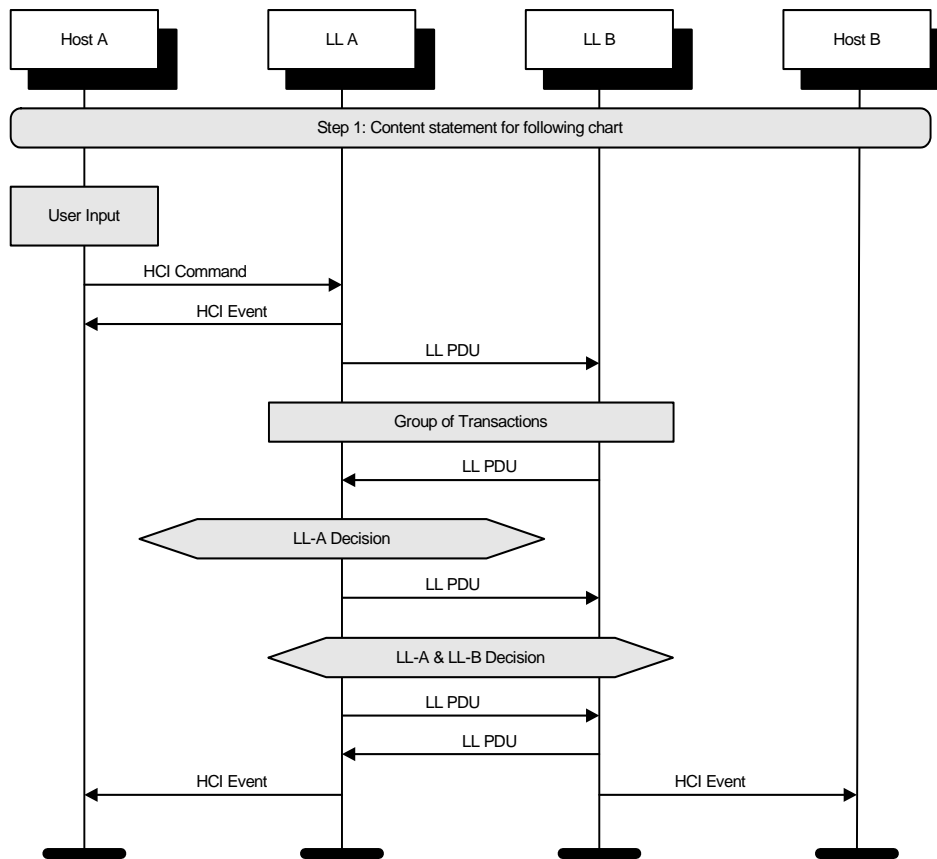 Host A
LL A
LL B
Host B
Step 1: Content statement for following chart
User Input
HCI Command
HCI Event
LL PDU
Group of Transactions
LL PDU
LL-A Decision
LL PDU
LL-A & LL-B Decision
LL PDU
LL PDU
HCI Event
HCI Event